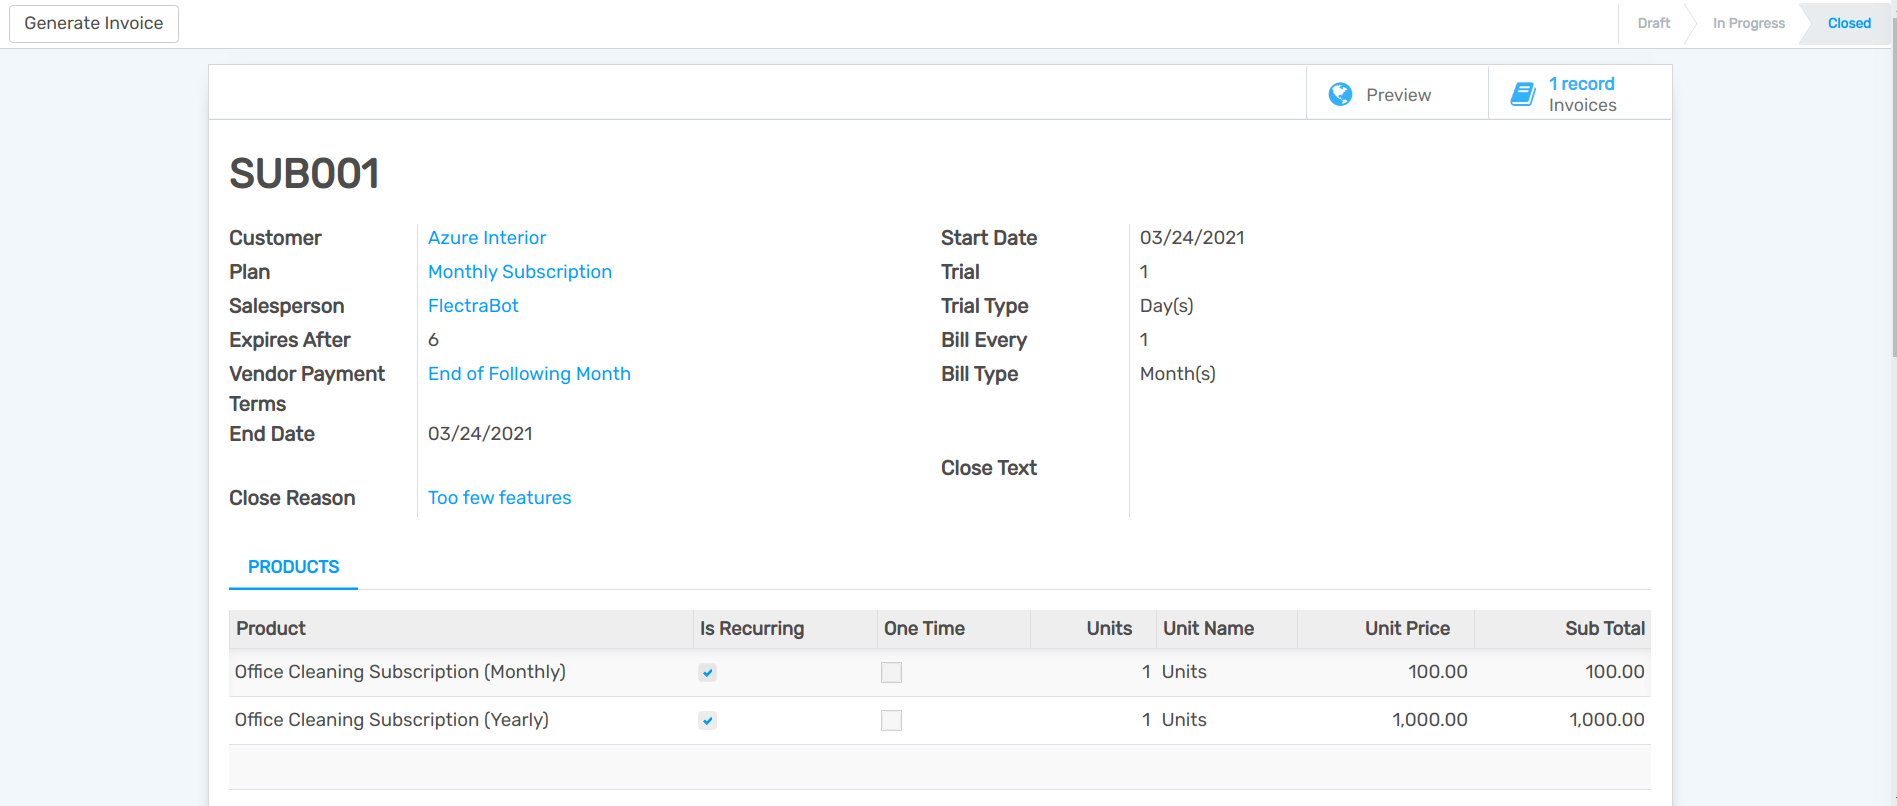 Generate Invoice
Draft
In Progress
Closed
Preview
1 record
Invoices
SUB001
Customer
Azure Interior
Plan
Monthly Subscription
Salesperson
FlectraBot
Expires After
6
Vendor Payment
Terms
End of Following Month
End Date
03/24/2021
Close Reason
Too few features
Start Date
03/24/2021
Trial
1
Trial Type
Day(s)
Bill Every
1
Bill Type
Month(s)
Close Text
PRODUCTS
Product Is Recurring One Time Units Unit Name Unit Price Sub Total
Office Cleaning Subscription (Monthly) 1 Units 100.00 100.00
Office Cleaning Subscription (Yearly) 1 Units 1,000.00 1,000.00